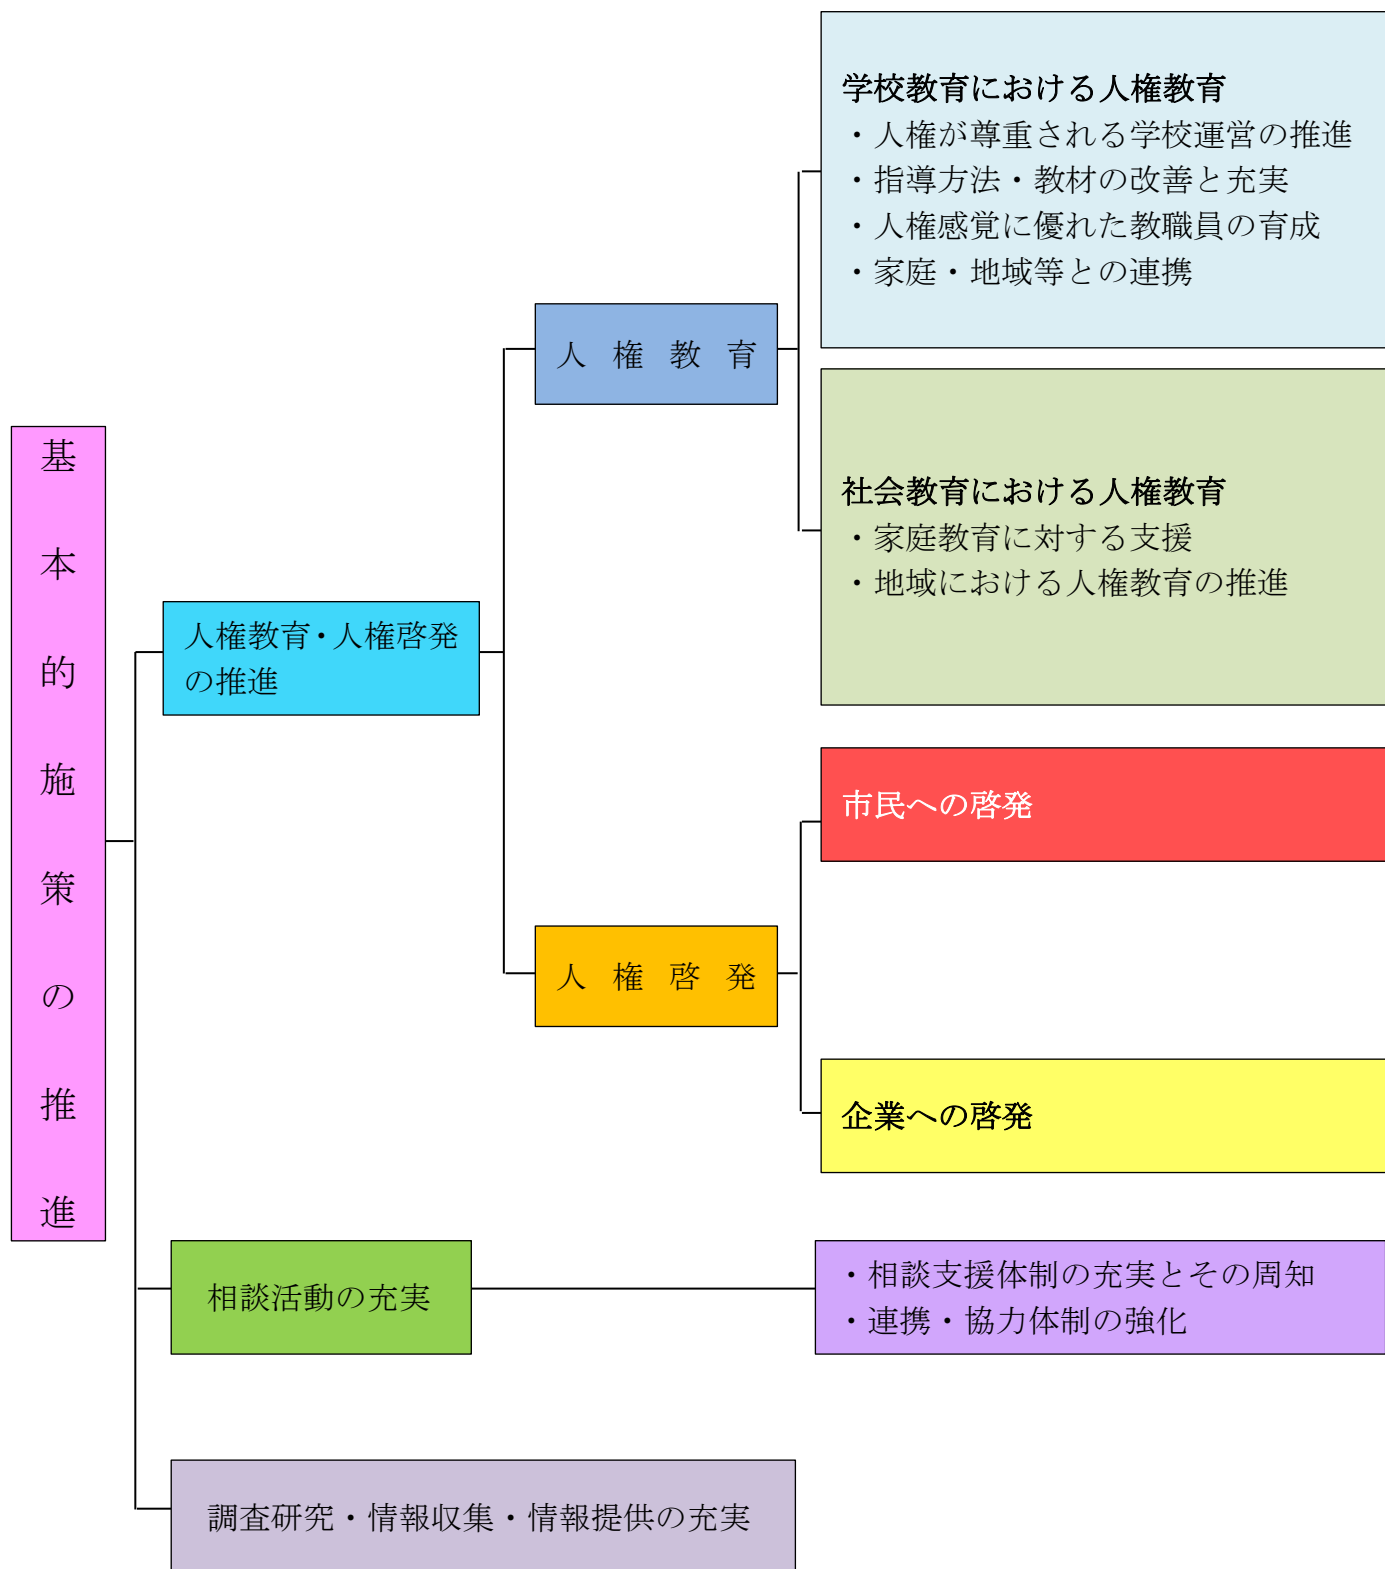 基本的施策の推進
人権教育・人権啓発
の推進
人権教育
学校教育における人権教育
・人権が尊重される学校運営の推進
・指導方法・教材の改善と充実
・人権感覚に優れた教職員の育成
・家庭・地域等との連携
社会教育における人権教育
・家庭教育に対する支援
・地域における人権教育の推進
人権啓発
市民への啓発
企業への啓発
相談活動の充実
・相談支援体制の充実とその周知
・連携・協力体制の強化
調査研究・情報収集・情報提供の充実